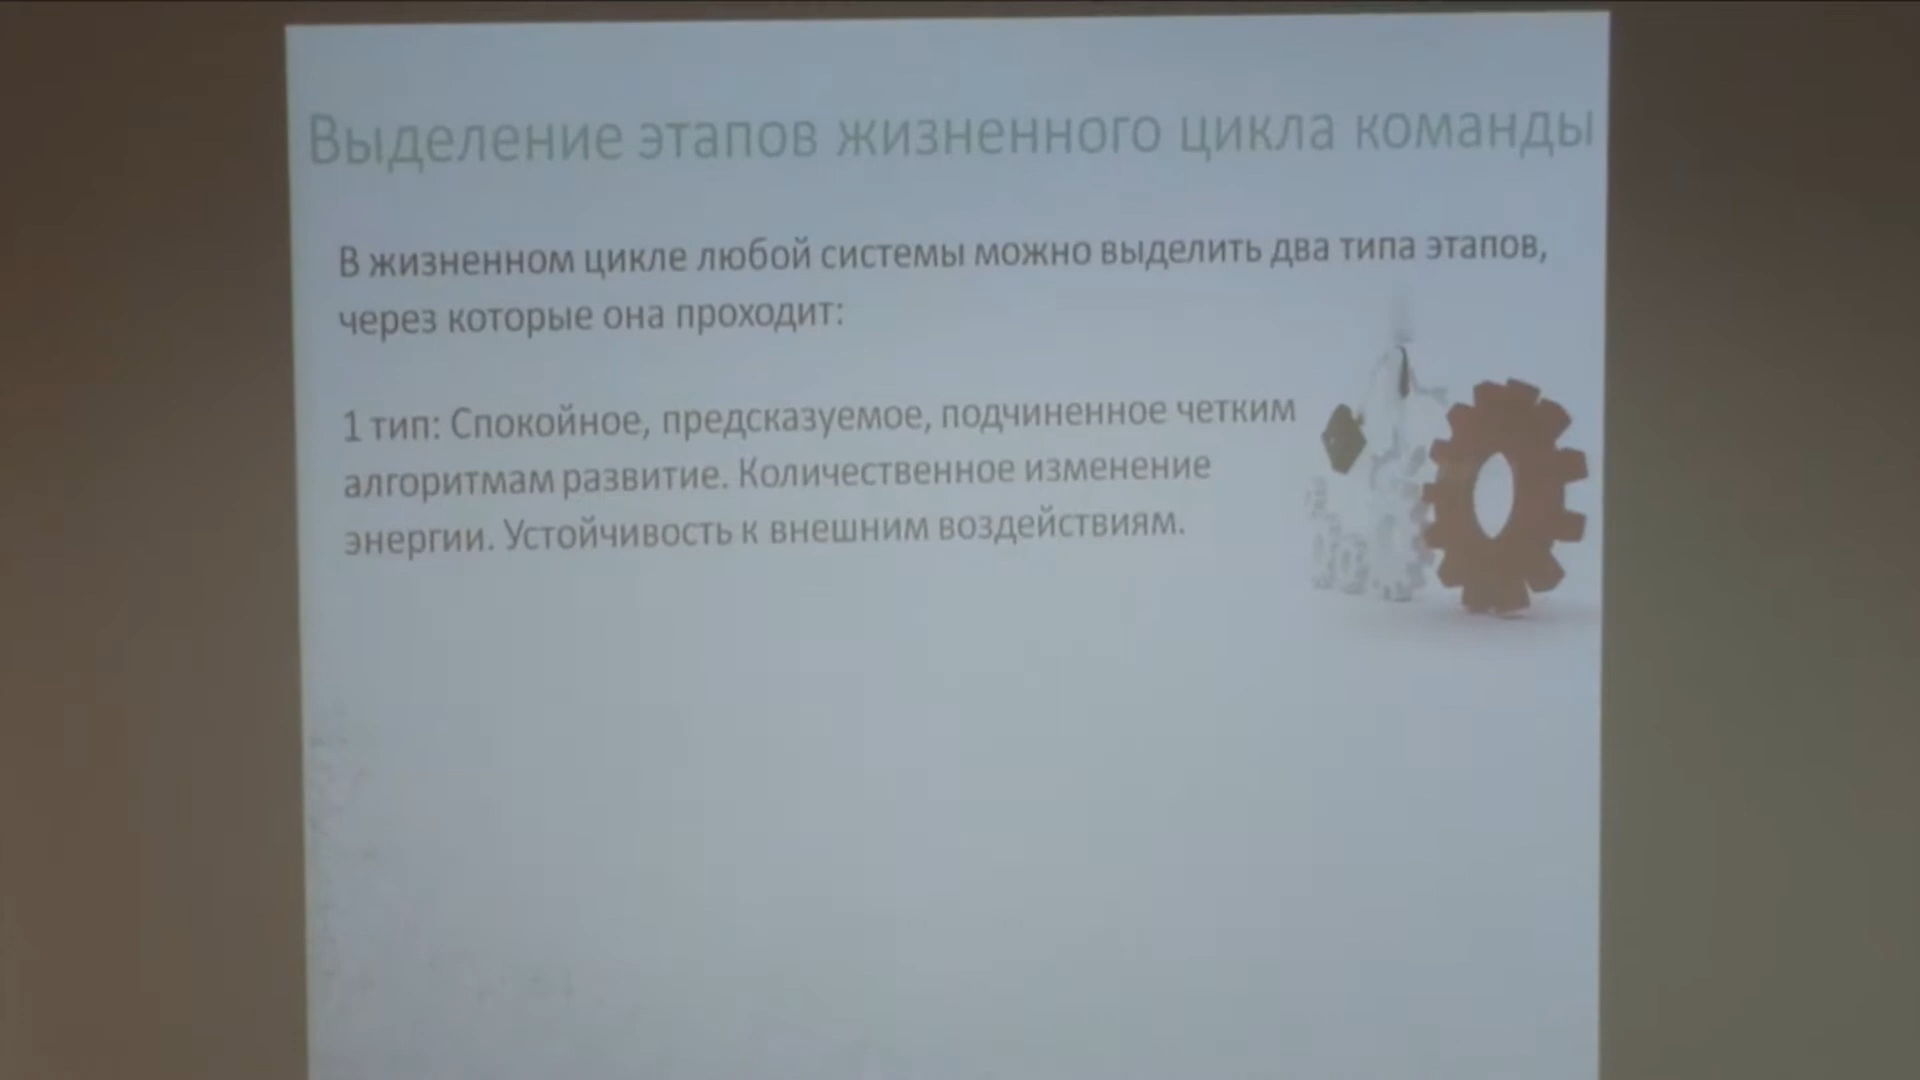 Выделение этапов жизненного цикла команды
В жизненном цикле любой системы можно выделить два типа этапов,
через которые она проходит:
1 тип: Спокойное, предсказуемое, подчиненное четким
алгоритмам развитие. Количественное изменение
энергии. Устойчивость к внешним воздействиям.